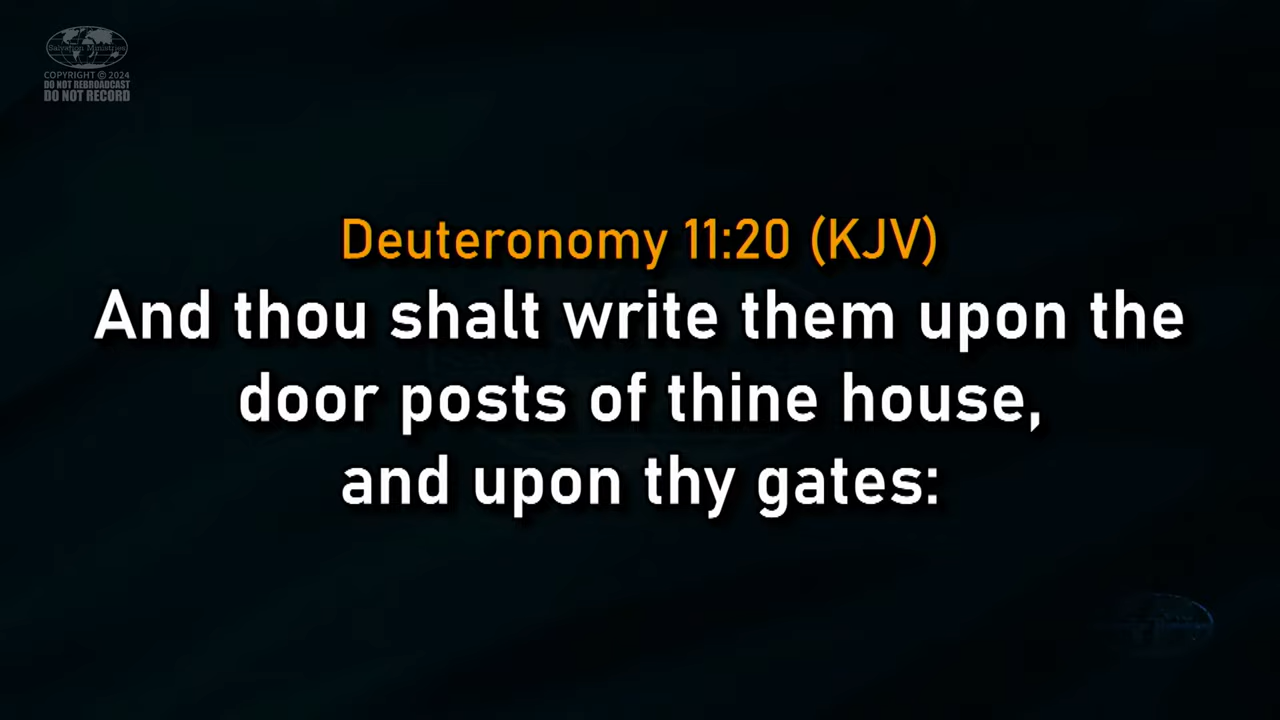 Salvation Ministries
COPYRIGHT © 2024
DO NOT REBROADCAST
DO NOT RECORD
Deuteronomy 11:20 (KJV)
And thou shalt write them upon the
door posts of thine house,
and upon thy gates: